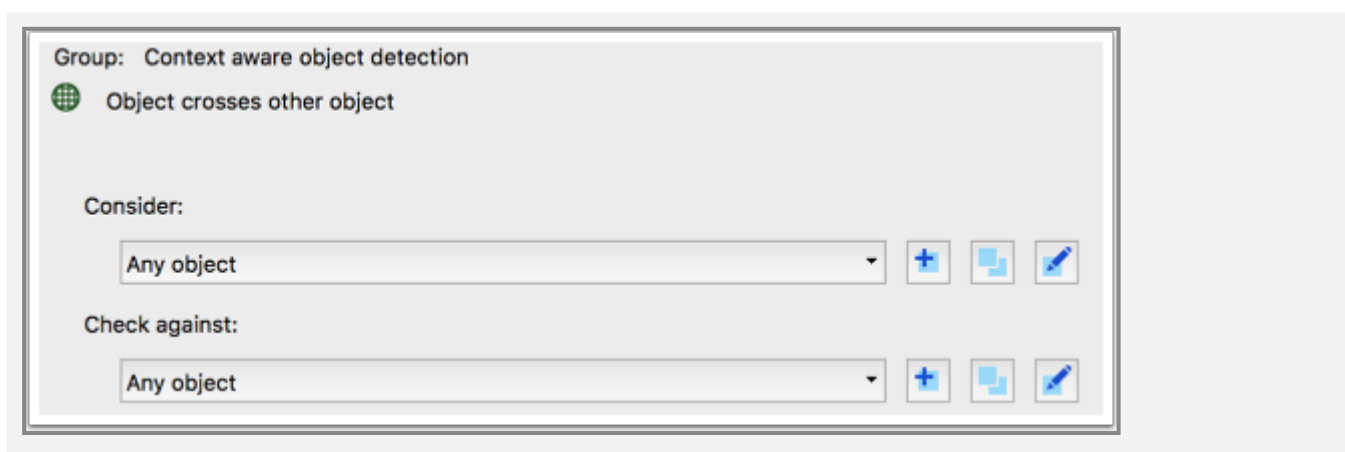 Group: Context aware object detection
Object crosses other object
Consider:
Any object
Check against:
Any object